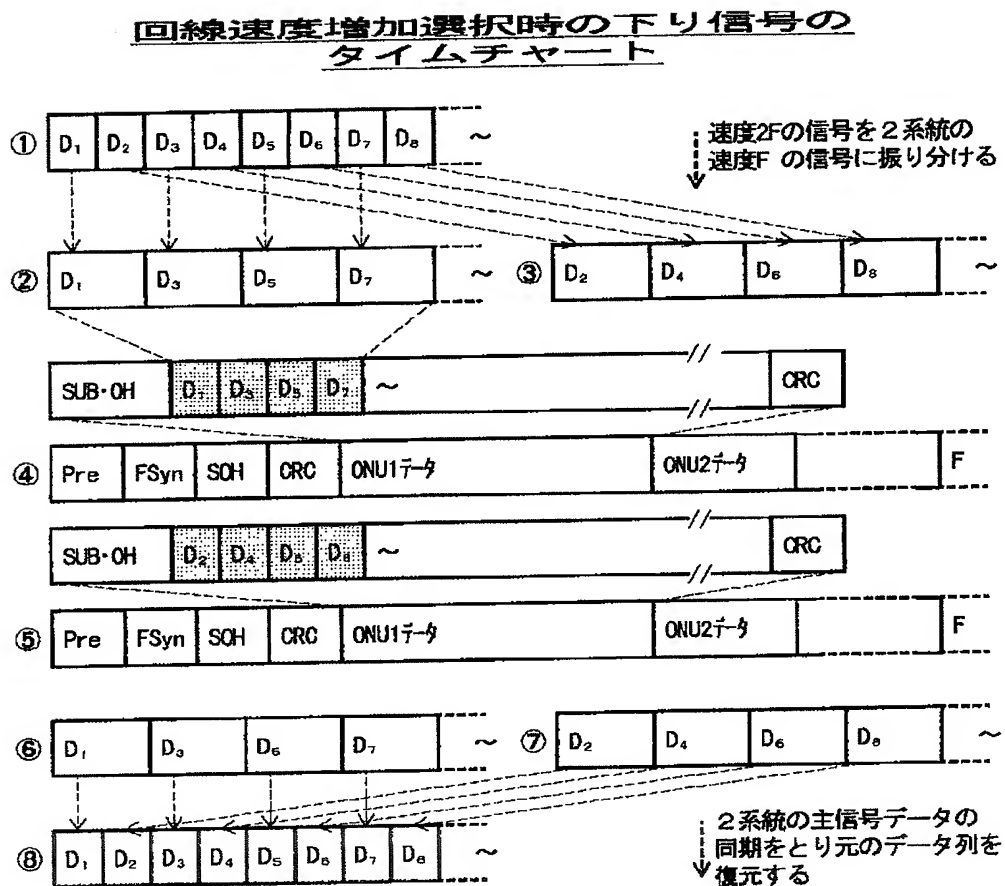 回線速度増加選択時の下り信号の
タイムチャート
① D₁ D₂ D₃ D₄ D₅ D₆ D₇ D₈ ~
速度2Fの信号を2系統の
速度F の信号に振り分ける
② D₁ D₃ D₅ D₇ ~
③ D₂ D₄ D₆ D₈ ~
SUB・OH D₁ D₃ D₅ D₇ ~ // CRC
④ Pre FSyn SOH CRC ONU1データ ONU2データ F
SUB・OH D₂ D₄ D₆ D₈ ~ // CRC
⑤ Pre FSyn SOH CRC ONU1データ ONU2データ F
⑥ D₁ D₃ D₅ D₇ ~
⑦ D₂ D₄ D₆ D₈ ~
⑧ D₁ D₂ D₃ D₄ D₅ D₆ D₇ D₈ ~
2系統の主信号データの
同期をとり元のデータ列を
復元する